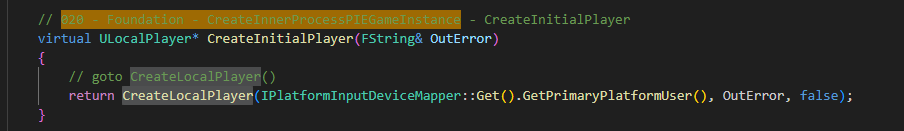 // 020 - Foundation - CreateInnerProcessPIEGameInstance - CreateInitialPlayer
virtual ULocalPlayer* CreateInitialPlayer(FString& OutError)
{
// goto CreateLocalPlayer()
return CreateLocalPlayer(IPlatformInputDeviceMapper::Get().GetPrimaryPlatformUser(), OutError, false);
}